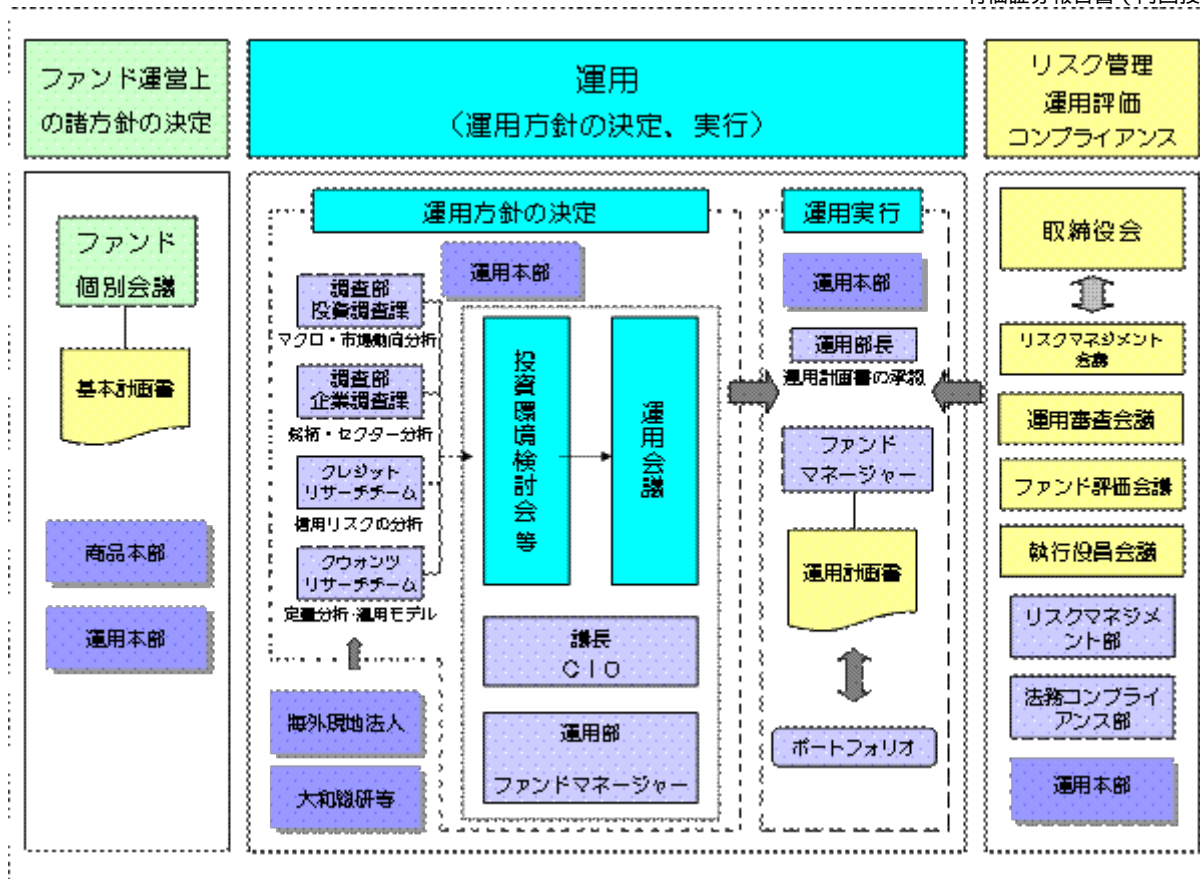 ファンド運営上
の諸方針の決定
運用
(運用方針の決定、実行)
リスク管理
運用評価
コンプライアンス
ファンド
個別会議
基本計画書
商品本部
運用本部
運用方針の決定
運用本部
調査部
投資調査課
マクロ・市場動向分析
調査部
企業調査課
銘柄・セクター分析
クレジット
リサーチチーム
信用リスクの分析
クウォンツ
リサーチチーム
定量分析・運用モデル
海外現地法人
大和総研等
投資環境検討会等
運用会議
議長
CIO
運用部
ファンドマネージャー
運用実行
運用本部
運用部長
運用計画書の承認
ファンド
マネージャー
運用計画書
ポートフォリオ
取締役会
リスクマネジメント
会議
運用審査会議
ファンド評価会議
執行役員会議
リスクマネジメ
ント部
法務コンプライ
アンス部
運用本部